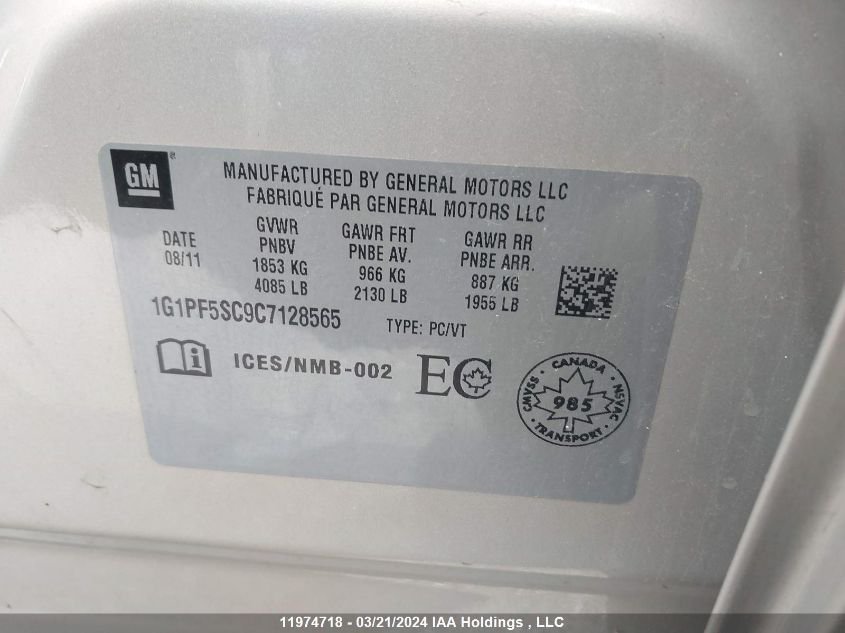 GM ®
MANUFACTURED BY GENERAL MOTORS LLC
FABRIQUÉ PAR GENERAL MOTORS LLC
DATE
08/11
GVWR
PNBV
1853 KG
4085 LB
GAWR FRT
PNBE AV.
966 KG
2130 LB
GAWR RR
PNBE ARR.
887 KG
1955 LB
1G1PF5SC9C7128565
TYPE: PC/VT
i
ICES/NMB-002
EC
CANADA
CMVSS
NSVAC
985
TRANSPORT
11974718 - 03/21/2024 IAA Holdings , LLC